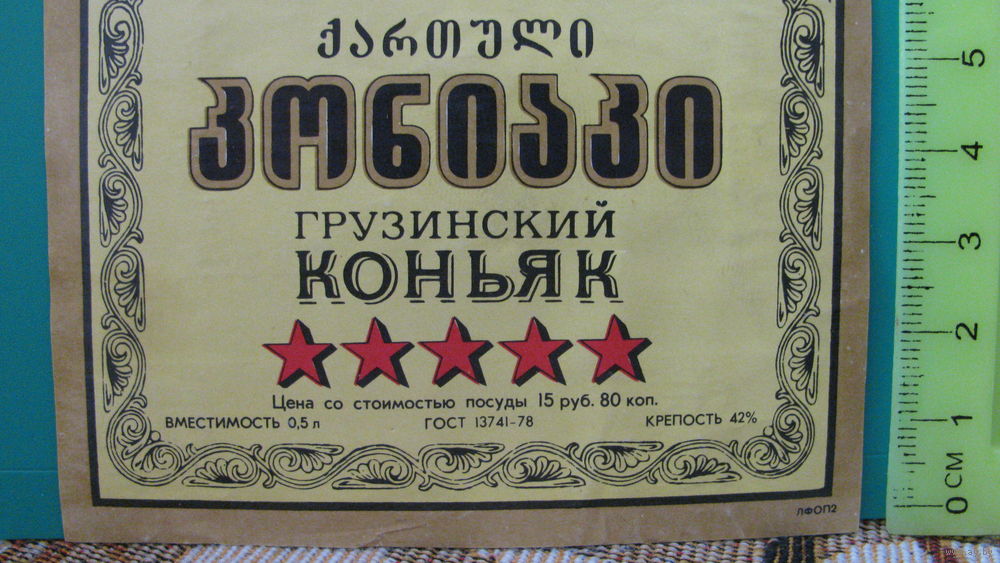 ქართული
კონიაკი
ГРУЗИНСКИЙ
КОНЬЯК
Цена со стоимостью посуды 15 руб. 80 коп.
ВМЕСТИМОСТЬ 0,5 л ГОСТ 13741-78 КРЕПОСТЬ 42%
ЛФОП2
5
4
3
2
1
0 СМ